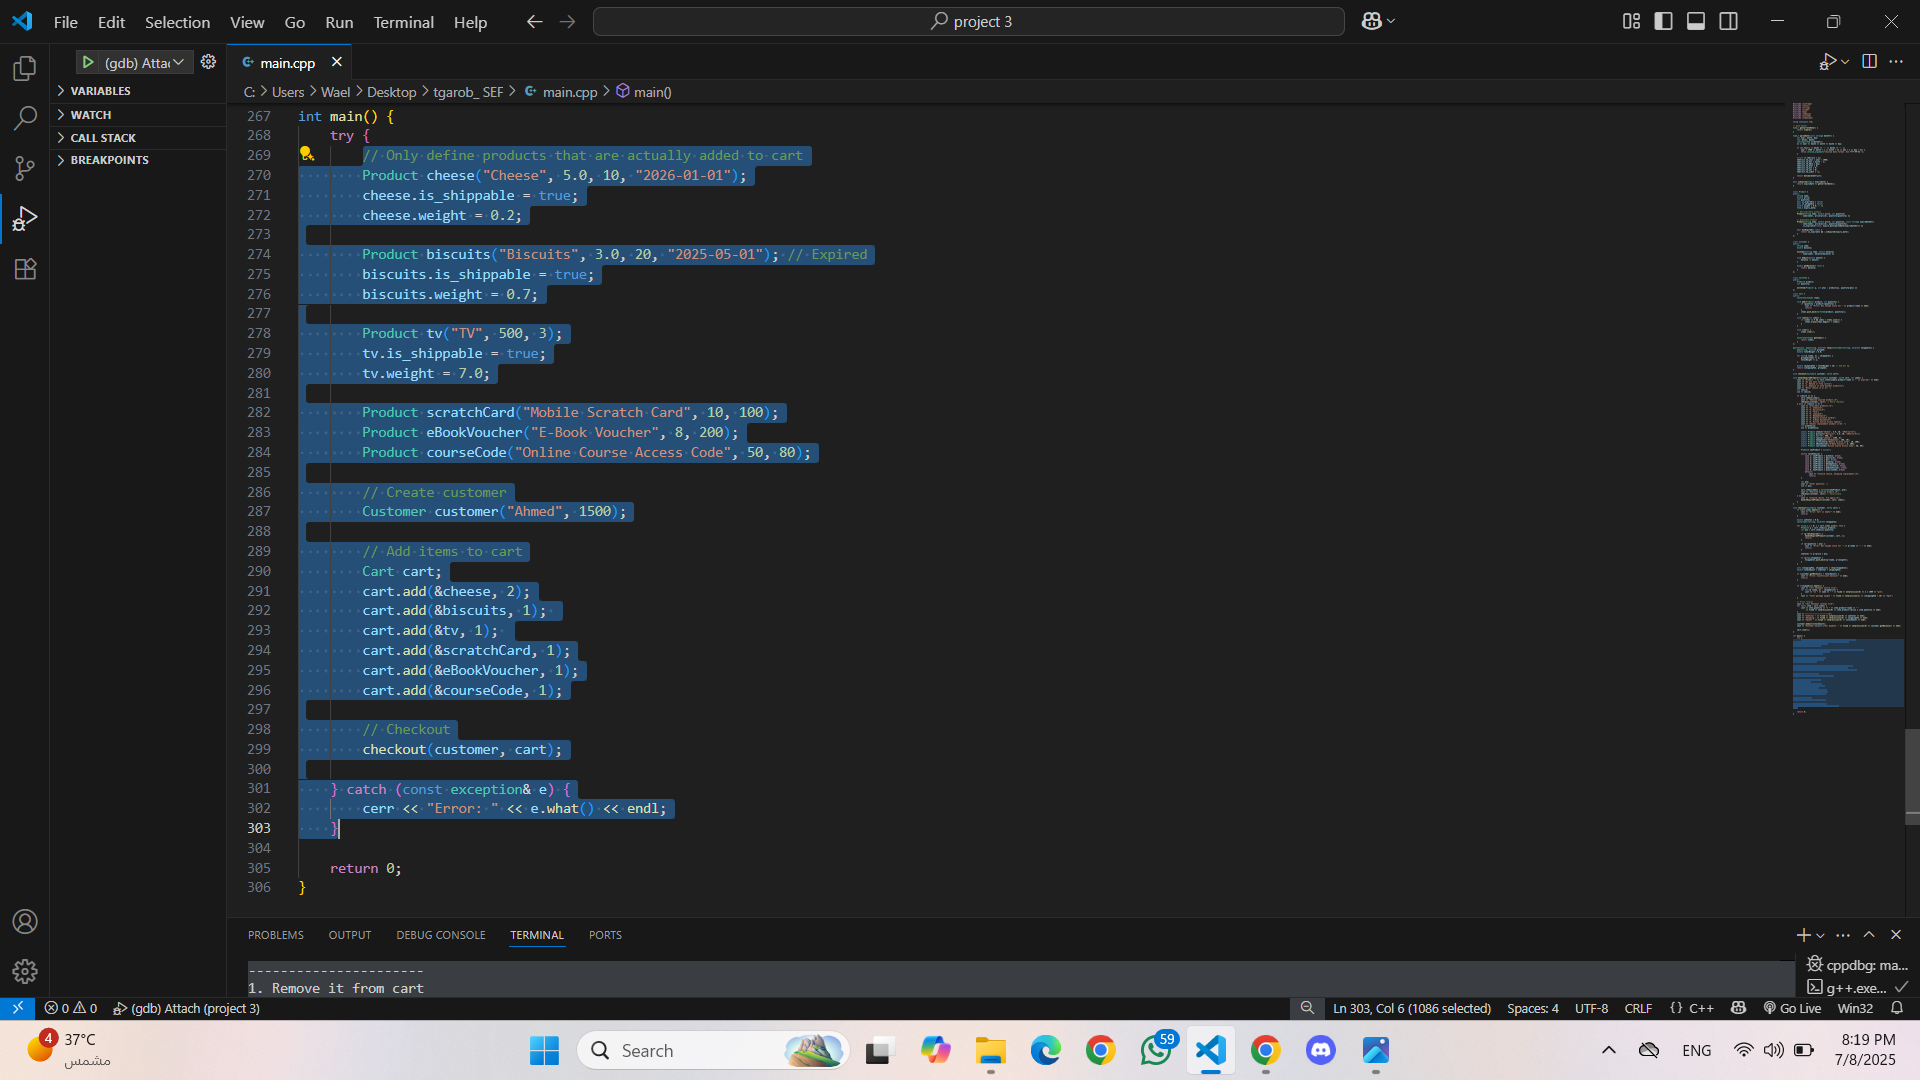 File Edit Selection View Go Run Terminal Help
project 3
(gdb) Attac
main.cpp
VARIABLES
WATCH
CALL STACK
BREAKPOINTS
C: > Users > Wael > Desktop > tgarob_ SEF > main.cpp > main()
267 int main() {
268 try {
269 // Only define products that are actually added to cart
270 Product cheese("Cheese", 5.0, 10, "2026-01-01");
271 cheese.is_shippable = true;
272 cheese.weight = 0.2;
273
274 Product biscuits("Biscuits", 3.0, 20, "2025-05-01"); // Expired
275 biscuits.is_shippable = true;
276 biscuits.weight = 0.7;
277
278 Product tv("TV", 500, 3);
279 tv.is_shippable = true;
280 tv.weight = 7.0;
281
282 Product scratchCard("Mobile Scratch Card", 10, 100);
283 Product eBookVoucher("E-Book Voucher", 8, 200);
284 Product courseCode("Online Course Access Code", 50, 80);
285
286 // Create customer
287 Customer customer("Ahmed", 1500);
288
289 // Add items to cart
290 Cart cart;
291 cart.add(&cheese, 2);
292 cart.add(&biscuits, 1);
293 cart.add(&tv, 1);
294 cart.add(&scratchCard, 1);
295 cart.add(&eBookVoucher, 1);
296 cart.add(&courseCode, 1);
297
298 // Checkout
299 checkout(customer, cart);
300
301 } catch (const exception& e) {
302 cerr << "Error: " << e.what() << endl;
303 }
304
305 return 0;
306 }
PROBLEMS OUTPUT DEBUG CONSOLE TERMINAL PORTS
----------------------
1. Remove it from cart
cppdbg: ma...
g++.exe...
0 0 (gdb) Attach (project 3)
Ln 303, Col 6 (1086 selected) Spaces: 4 UTF-8 CRLF {} C++ Go Live Win32
4
37°C
مشمس
Search
59
ENG
8:19 PM
7/8/2025